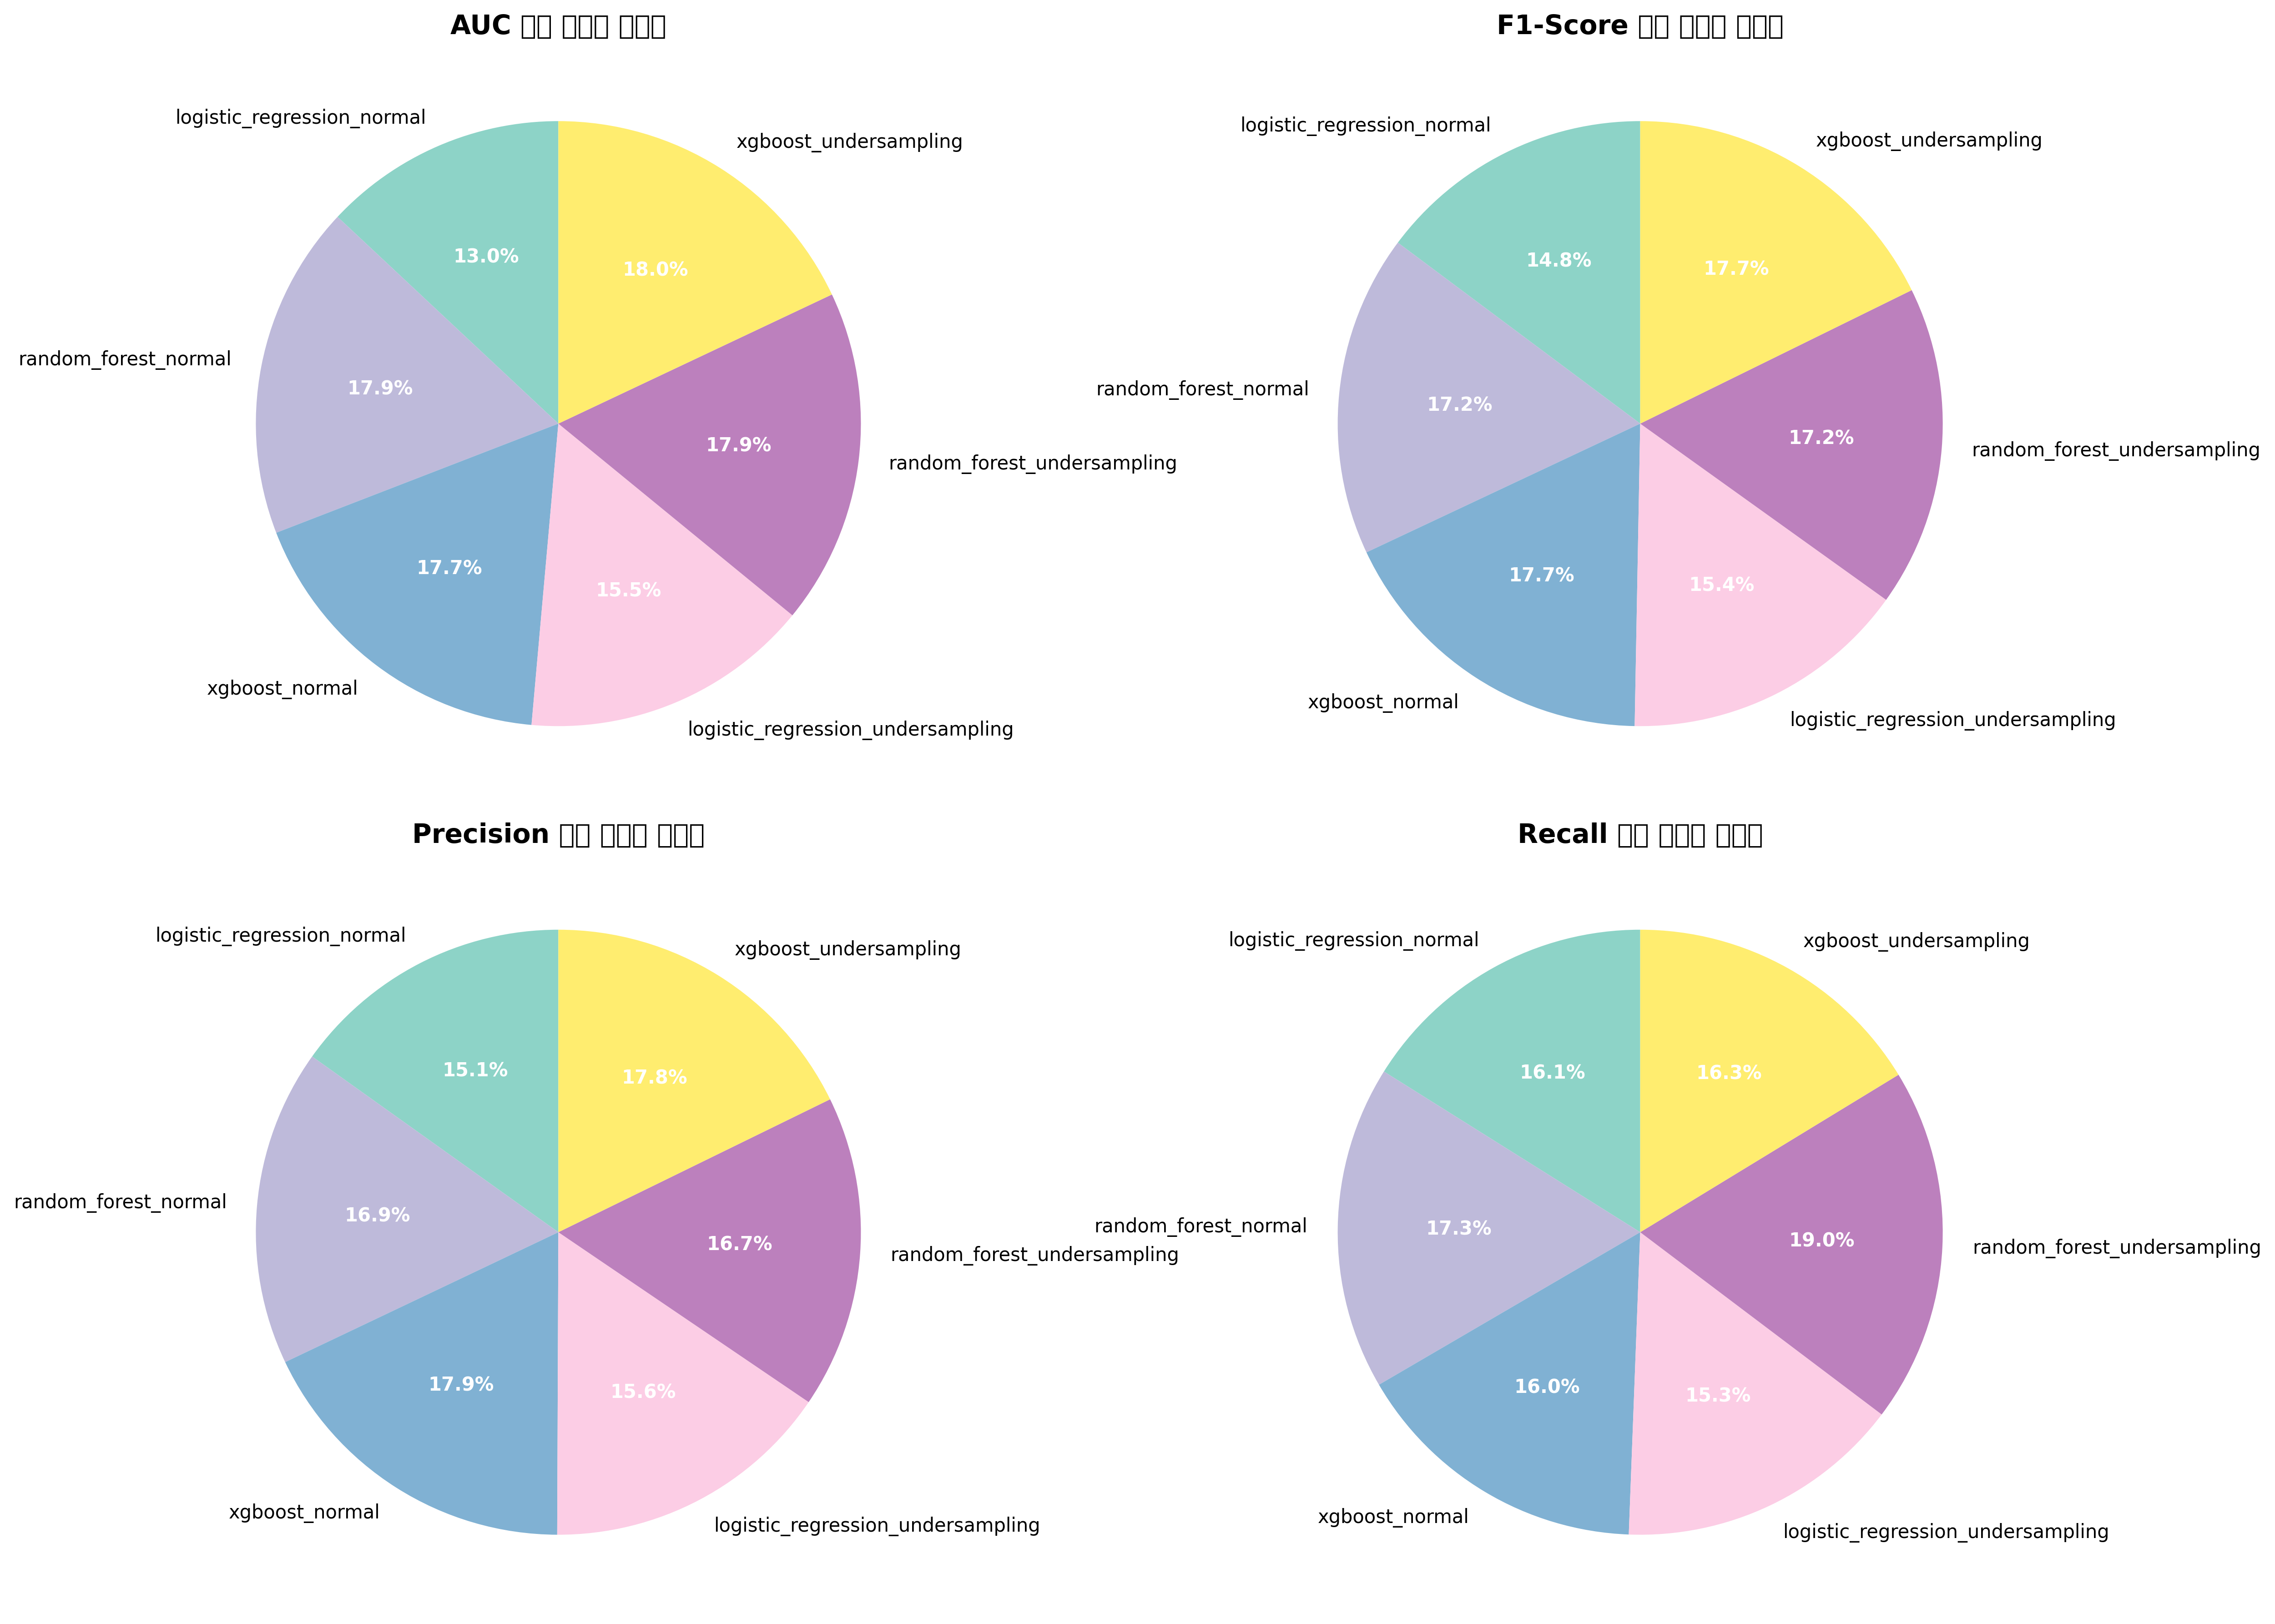 AUC
logistic_regression_normal
xgboost_undersampling
13.0%
18.0%
random_forest_normal
17.9%
17.9%
random_forest_undersampling
17.7%
15.5%
xgboost_normal
logistic_regression_undersampling
F1-Score
logistic_regression_normal
xgboost_undersampling
14.8%
17.7%
random_forest_normal
17.2%
17.2%
random_forest_undersampling
17.7%
15.4%
xgboost_normal
logistic_regression_undersampling
Precision
logistic_regression_normal
xgboost_undersampling
15.1%
17.8%
random_forest_normal
16.9%
16.7%
random_forest_undersampling
17.9%
15.6%
xgboost_normal
logistic_regression_undersampling
Recall
logistic_regression_normal
xgboost_undersampling
16.1%
16.3%
random_forest_normal
17.3%
19.0%
random_forest_undersampling
16.0%
15.3%
xgboost_normal
logistic_regression_undersampling